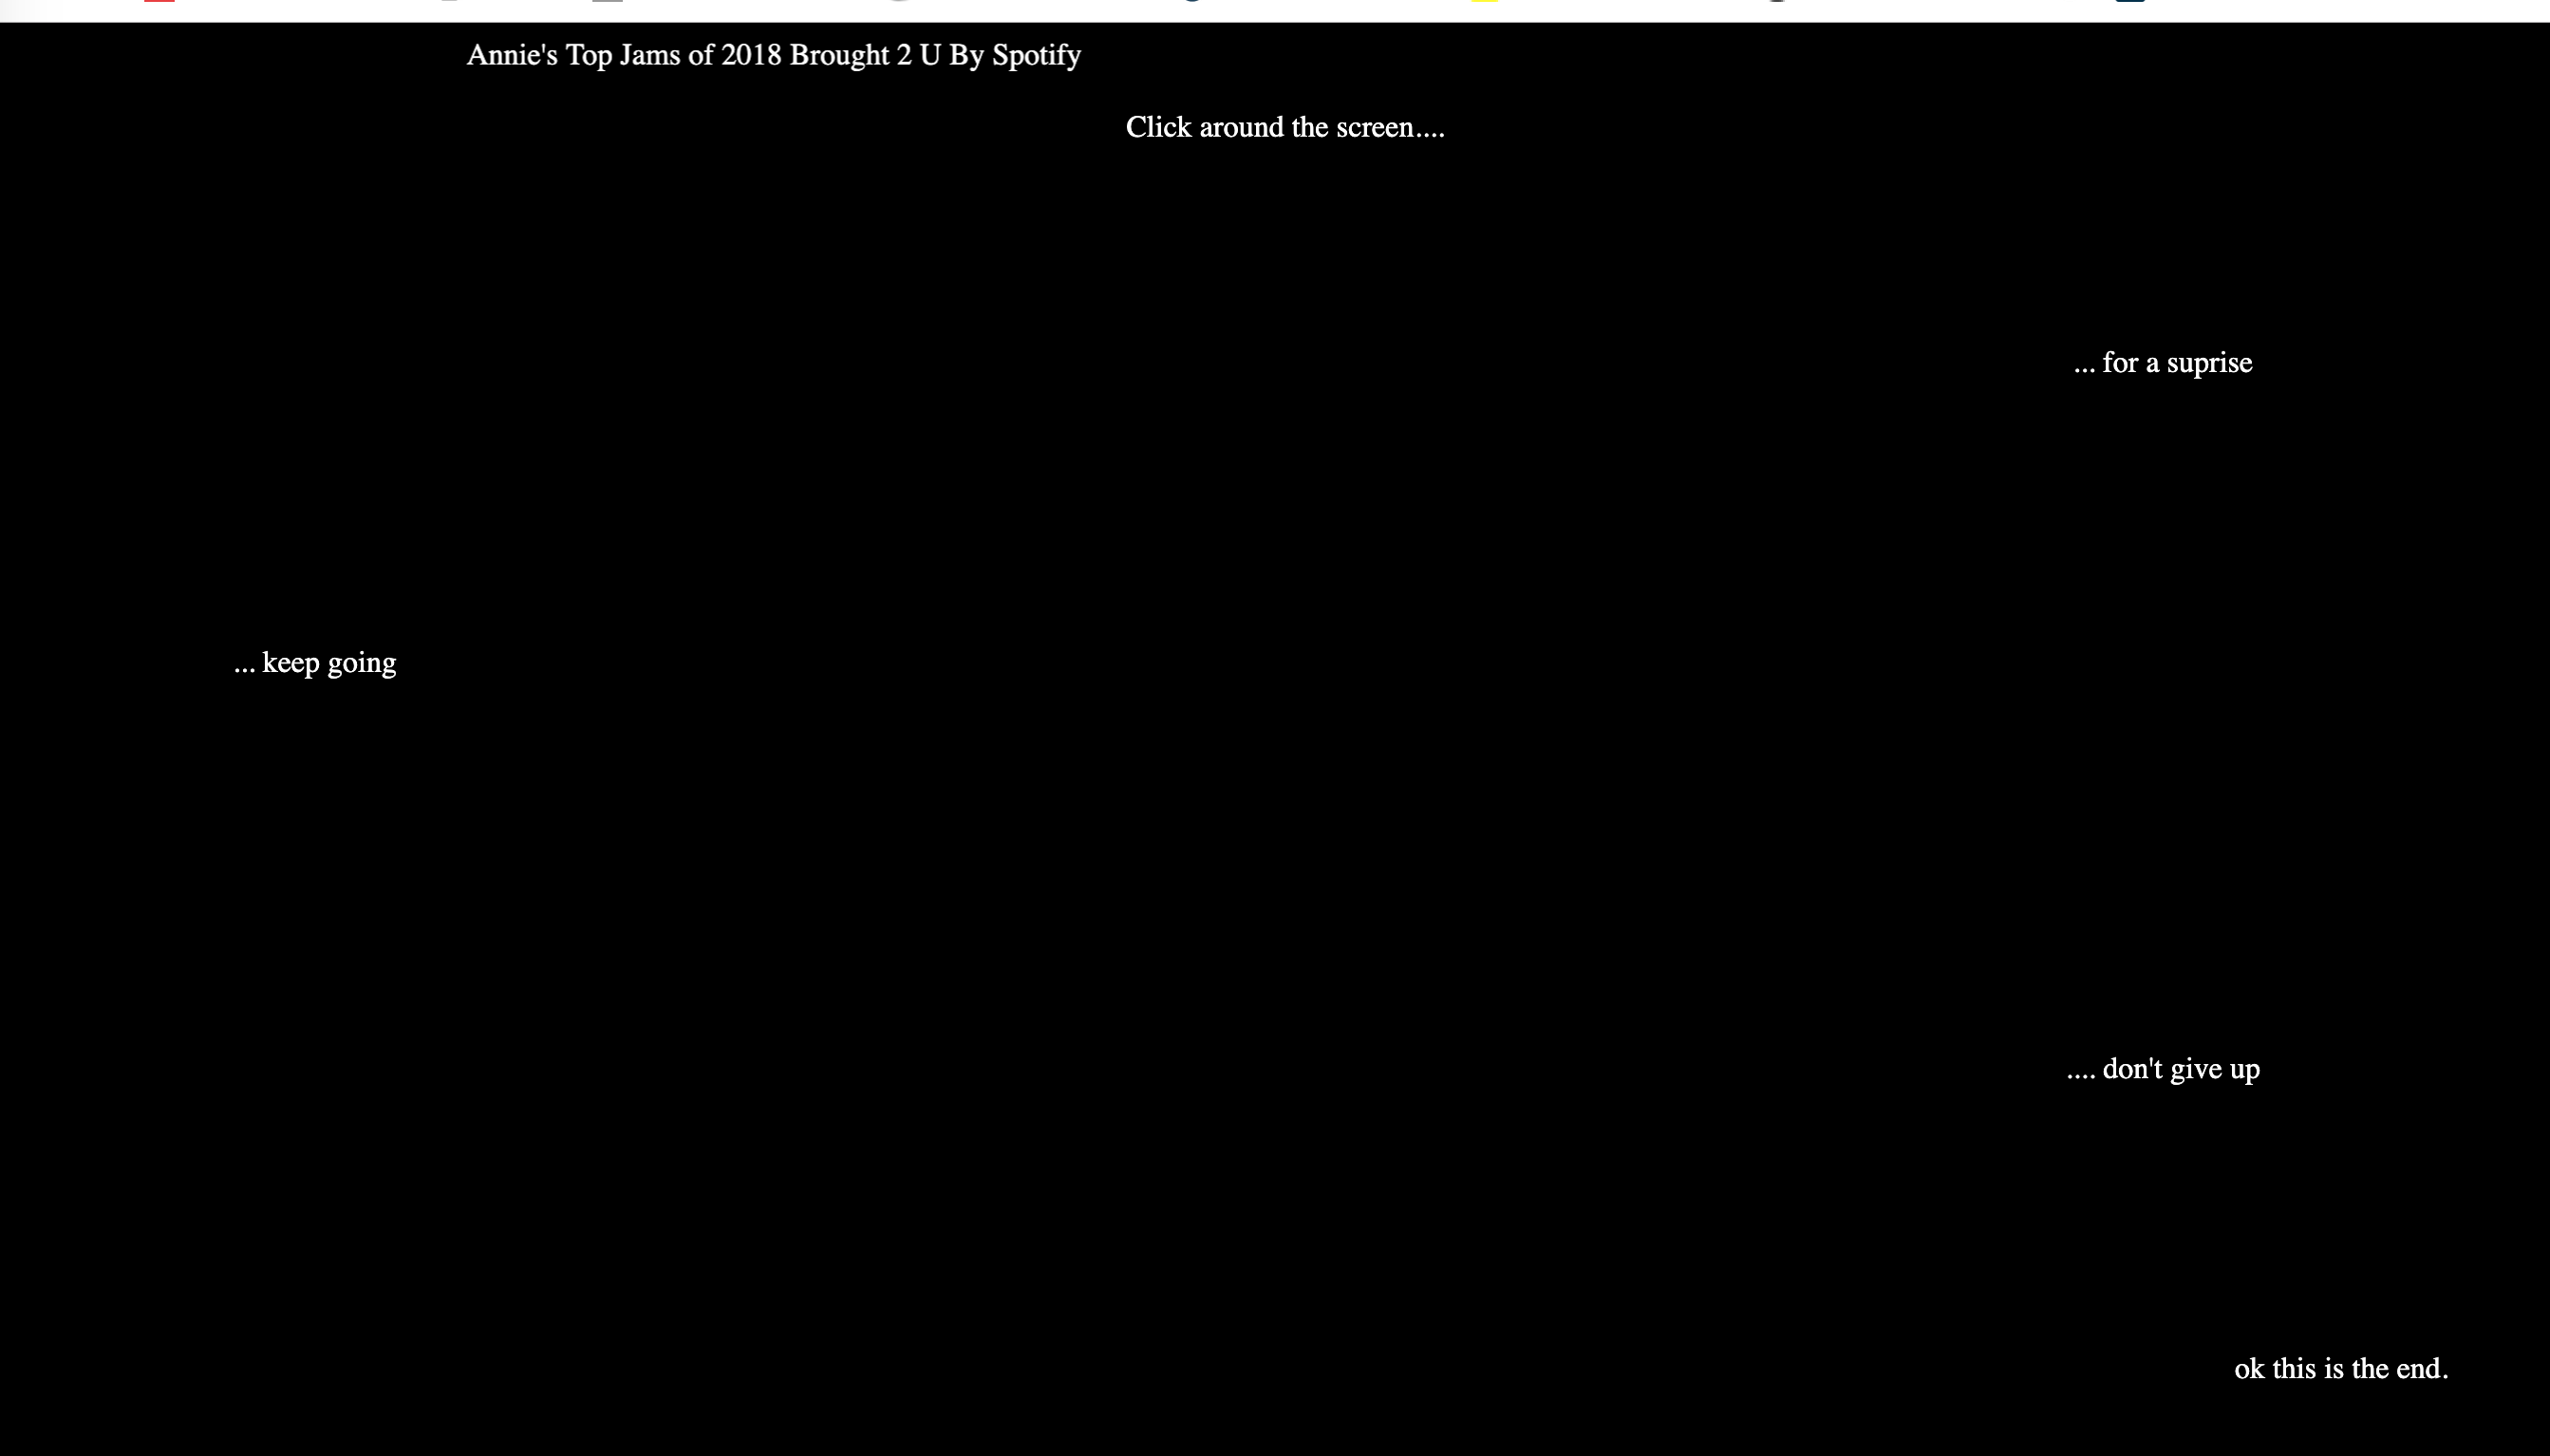 Annie's Top Jams of 2018 Brought 2 U By Spotify
Click around the screen....
... for a suprise
... keep going
.... don't give up
ok this is the end.